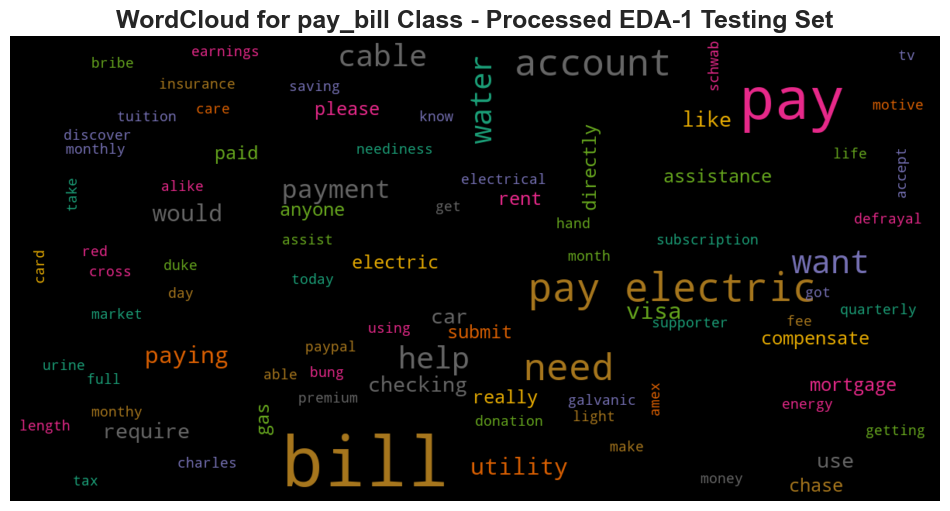 WordCloud for pay_bill Class - Processed EDA-1 Testing Set
earnings
bribe
cable
account
tv
schwab
insurance
saving
pay
care
please
motive
tuition
know
water
like
discover
monthly
paid
neediness
directly
life
accept
take
alike
payment
electrical
assistance
would
anyone
get
rent
hand
defrayal
red
assist
subscription
card
cross
duke
today
electric
month
want
day
pay electric
got
market
car
visa
supporter
fee
quarterly
using
submit
compensate
paying
paypal
help
need
urine
full
able
bung
checking
mortgage
premium
really
galvanic
amex
energy
monthy
gas
donation
light
length
require
getting
bill
make
charles
utility
use
tax
money
chase